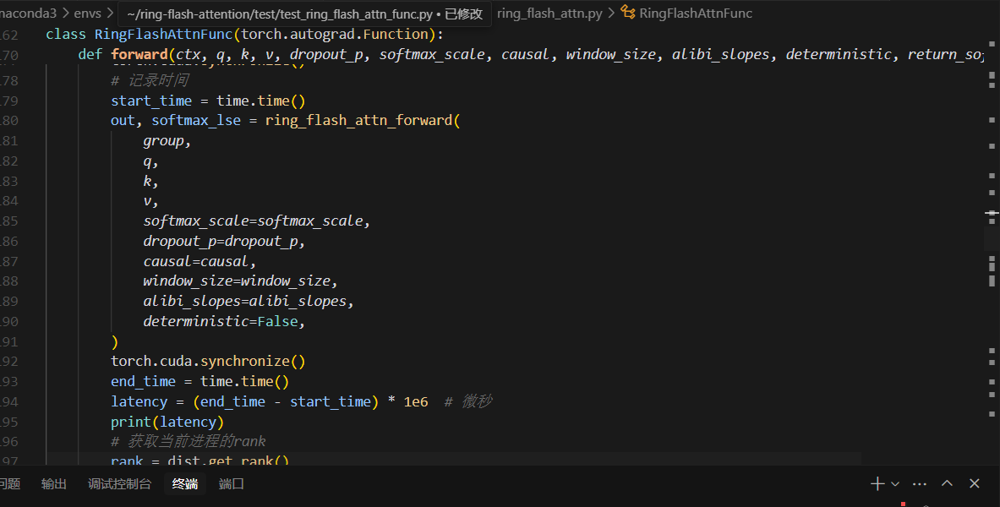 naconda3 > envs > ~/ring-flash-attention/test/test_ring_flash_attn_func.py • 已修改 ring_flash_attn.py > RingFlashAttnFunc
162 class RingFlashAttnFunc(torch.autograd.Function):
170 def forward(ctx, q, k, v, dropout_p, softmax_scale, causal, window_size, alibi_slopes, deterministic, return_sof
178 # 记录时间
179 start_time = time.time()
180 out, softmax_lse = ring_flash_attn_forward(
181 group,
182 q,
183 k,
184 v,
185 softmax_scale=softmax_scale,
186 dropout_p=dropout_p,
187 causal=causal,
188 window_size=window_size,
189 alibi_slopes=alibi_slopes,
190 deterministic=False,
191 )
192 torch.cuda.synchronize()
193 end_time = time.time()
194 latency = (end_time - start_time) * 1e6 # 微秒
195 print(latency)
196 # 获取当前进程的rank
197 rank = dist.get_rank()
问题 输出 调试控制台 终端 端口